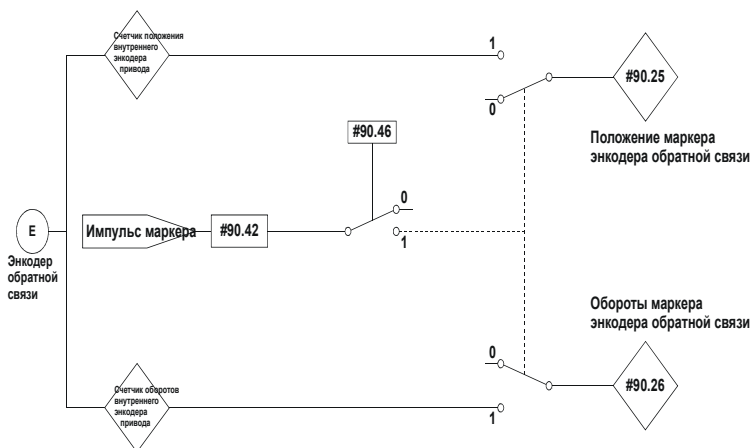 Счетчик положения
внутреннего
энкодера
привода
1
0
#90.25
Положение маркера
энкодера обратной связи
#90.46
0
1
E
Энкодер
обратной
связи
Импульс маркера
#90.42
Обороты маркера
энкодера обратной связи
0
1
#90.26
Счетчик оборотов
внутреннего
энкодера
привода